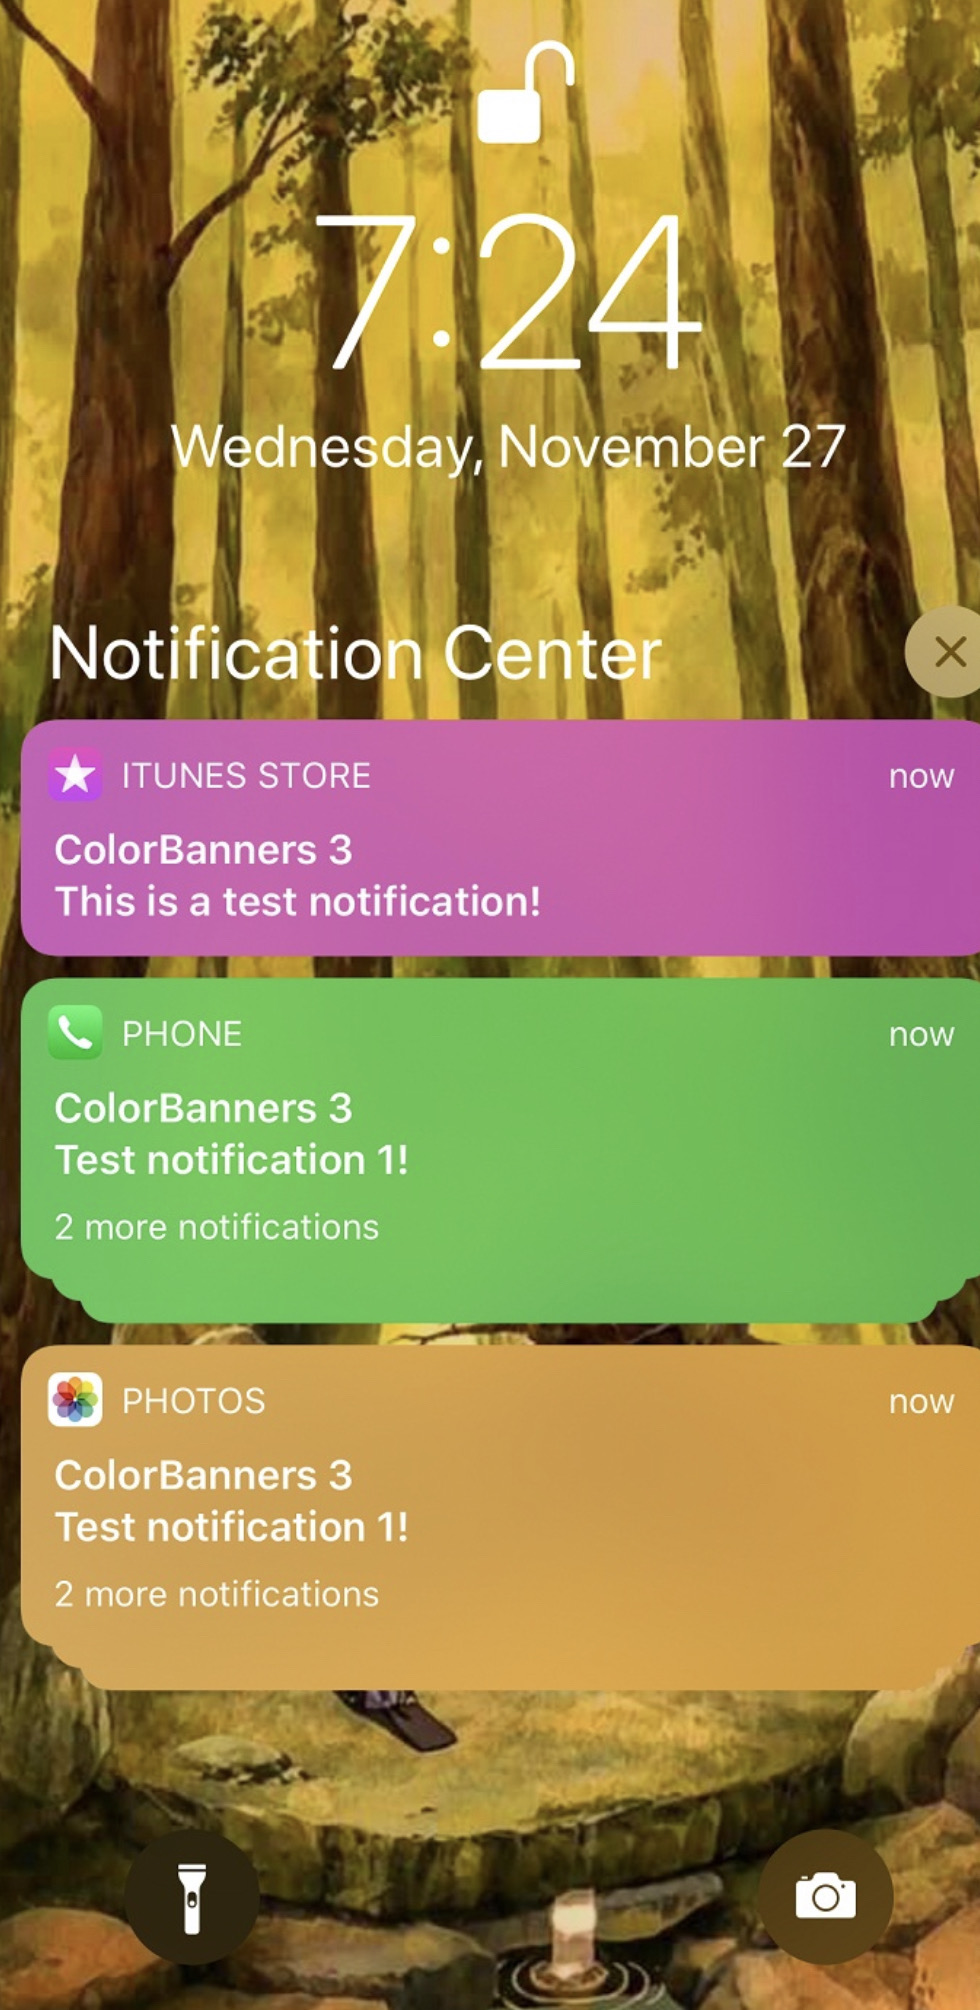 7:24
Wednesday, November 27
Notification Center
ITUNES STORE now
ColorBanners 3
This is a test notification!
PHONE now
ColorBanners 3
Test notification 1!
2 more notifications
PHOTOS now
ColorBanners 3
Test notification 1!
2 more notifications